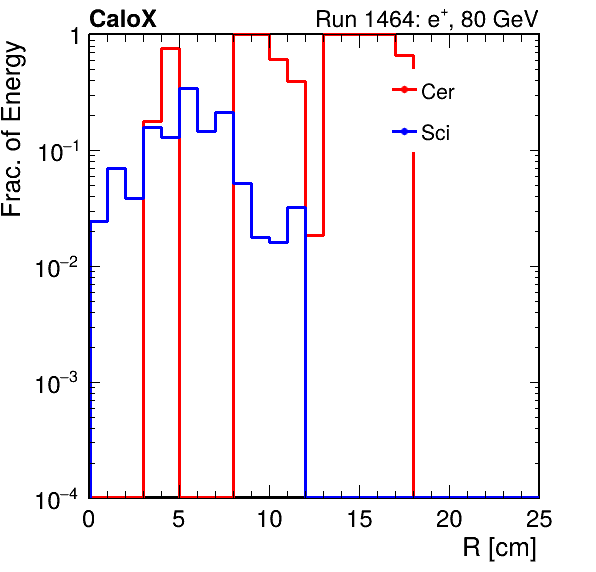 CaloX Run 1464: e⁺, 80 GeV
Frac. of Energy
1
10⁻¹
10⁻²
10⁻³
10⁻⁴
Cer
Sci
0 5 10 15 20 25
R [cm]